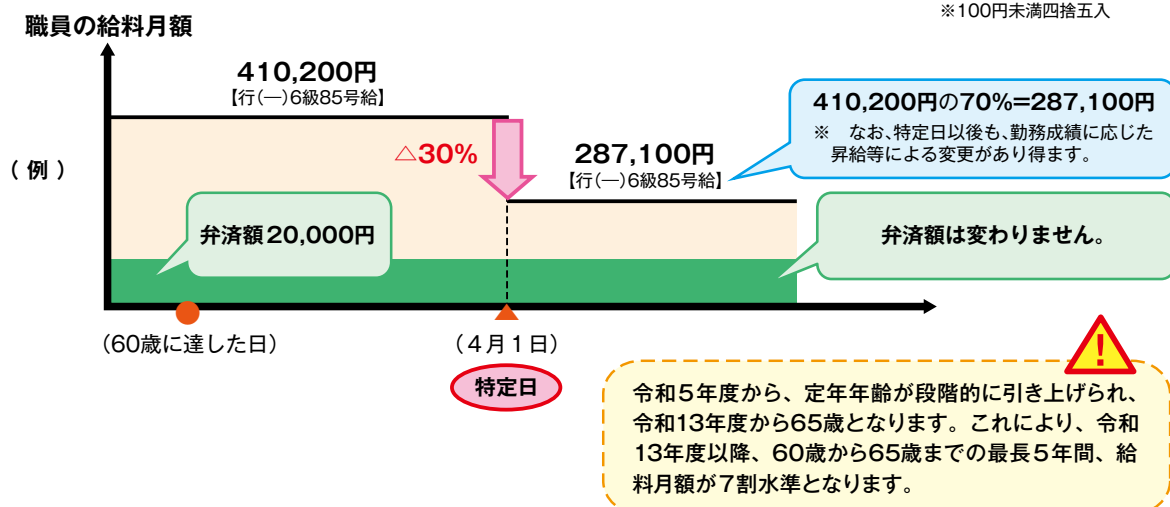 ※100円未満四捨五入
職員の給料月額
410,200円
【行(一)6級85号給】
410,200円の70%=287,100円
※　なお、特定日以後も、勤務成績に応じた
昇給等による変更があり得ます。
(例)
△30%
287,100円
【行(一)6級85号給】
弁済額20,000円
弁済額は変わりません。
(60歳に達した日)
(4月1日)
特定日
!
令和5年度から、定年年齢が段階的に引き上げられ、
令和13年度から65歳となります。これにより、令和
13年度以降、60歳から65歳までの最長5年間、給
料月額が7割水準となります。